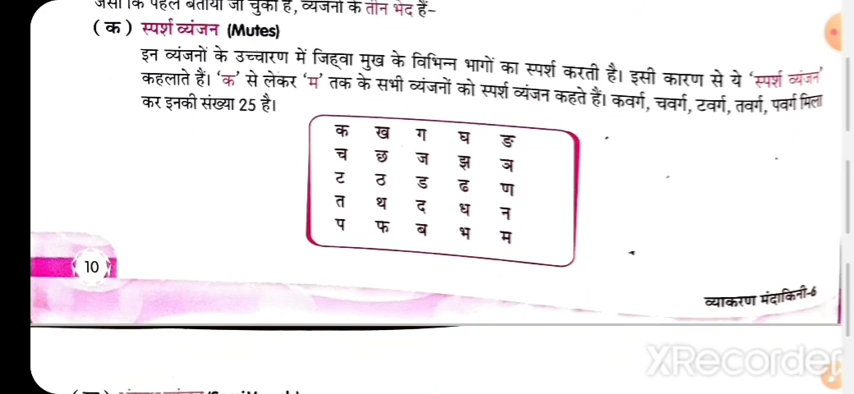 जैसा कि पहले बताया जा चुका है, व्यंजनों के तीन भेद हैं–
( क ) स्पर्श व्यंजन (Mutes)
इन व्यंजनों के उच्चारण में जिह्वा मुख के विभिन्न भागों का स्पर्श करती है। इसी कारण से ये 'स्पर्श व्यंजन'
कहलाते हैं। 'क' से लेकर 'म' तक के सभी व्यंजनों को स्पर्श व्यंजन कहते हैं। कवर्ग, चवर्ग, टवर्ग, तवर्ग, पवर्ग मिला
कर इनकी संख्या 25 है।
क ख ग घ ङ
च छ ज झ ञ
ट ठ ड ढ ण
त थ द ध न
प फ ब भ म
10
व्याकरण मंदाकिनी-6
XRecorder